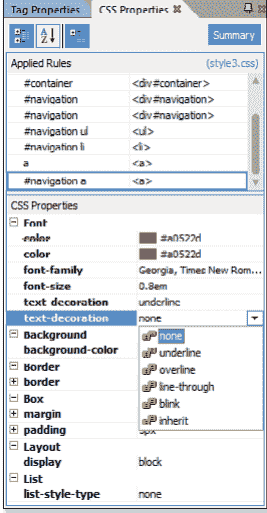 Tag Properties CSS Properties
Summary
Applied Rules (style3.css)
#container <div#container>
#navigation <div#navigation>
#navigation <div#navigation>
#navigation ul <ul>
#navigation li <li>
a <a>
#navigation a <a>
CSS Properties
Font
color #a0522d
color #a0522d
font-family Georgia, Times New Rom...
font-size 0.8em
text-decoration underline
text-decoration none
Background none
background-color underline
Border overline
border line-through
Box blink
margin inherit
padding
Layout
display block
List
list-style-type none